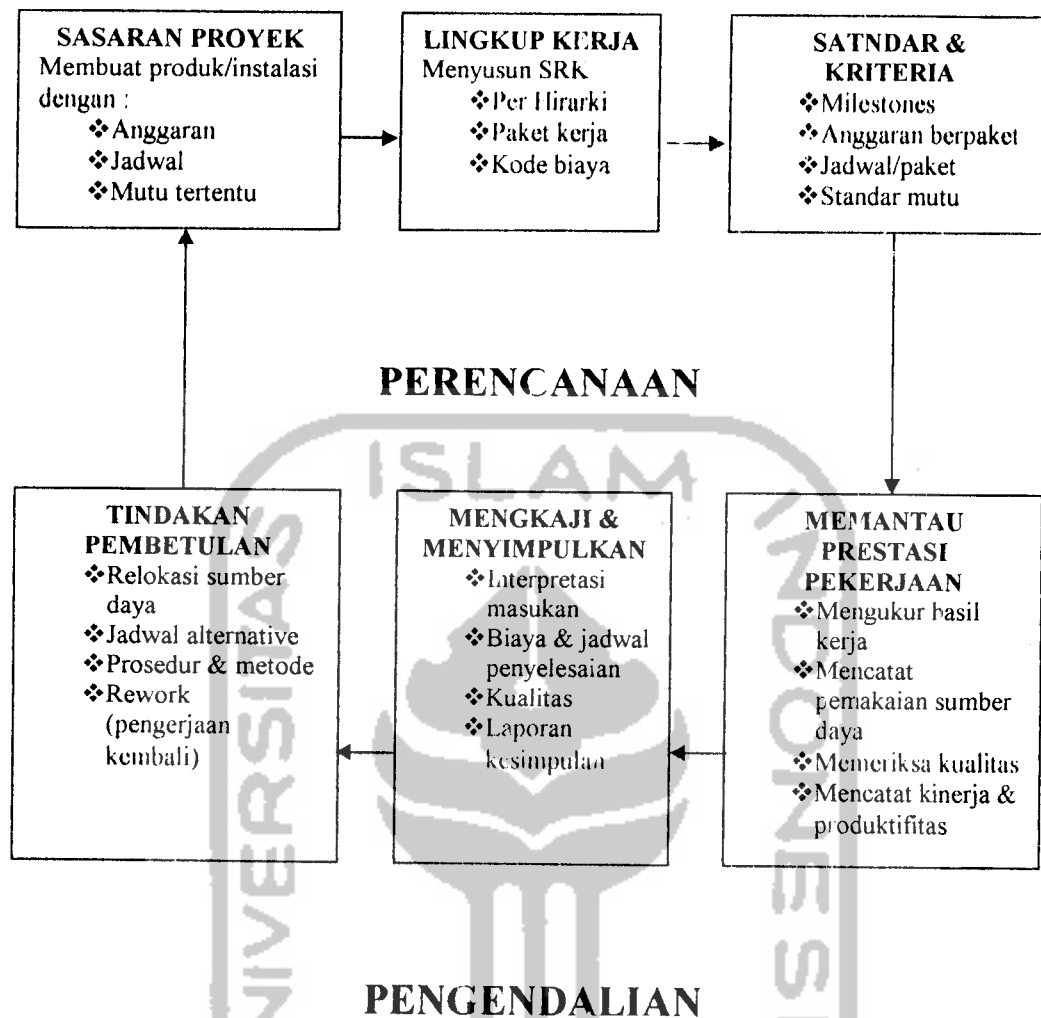 SASARAN PROYEK
Membuat produk/instalasi
dengan :
❖Anggaran
❖Jadwal
❖Mutu tertentu
LINGKUP KERJA
Menyusun SRK
❖Per Hirarki
❖Paket kerja
❖Kode biaya
SATNDAR &
KRITERIA
❖Milestones
❖Anggaran berpaket
❖Jadwal/paket
❖Standar mutu
PERENCANAAN
TINDAKAN
PEMBETULAN
❖Relokasi sumber
daya
❖Jadwal alternative
❖Prosedur & metode
❖Rework
(pengerjaan
kembali)
MENGKAJI &
MENYIMPULKAN
❖Interpretasi
masukan
❖Biaya & jadwal
penyelesaian
❖Kualitas
❖Laporan
kesimpulan
MEMANTAU
PRESTASI
PEKERJAAN
❖Mengukur hasil
kerja
❖Mencatat
pemakaian sumber
daya
❖Memeriksa kualitas
❖Mencatat kinerja &
produktifitas
PENGENDALIAN
UNIVERSITAS
ISLAM
INDONES